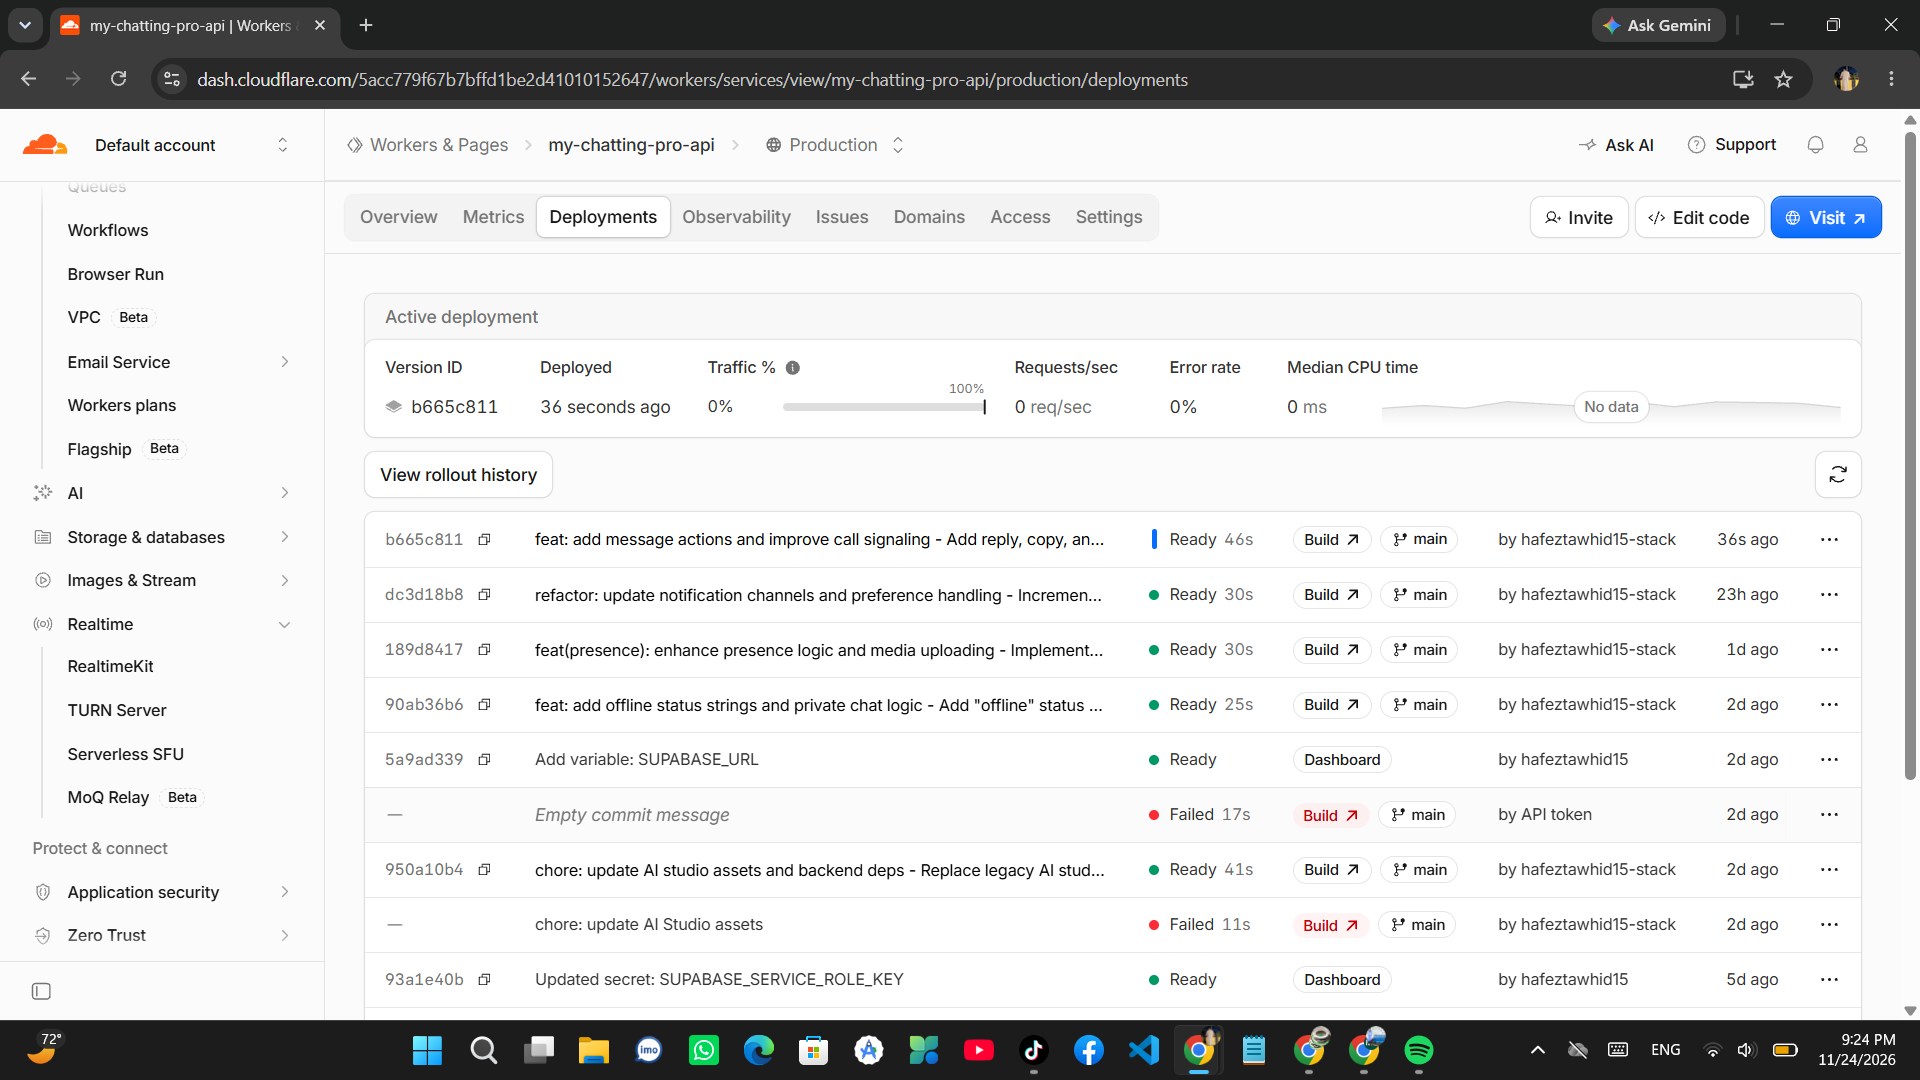 my-chatting-pro-api | Workers
Ask Gemini
dash.cloudflare.com/5acc779f67b7bffd1be2d41010152647/workers/services/view/my-chatting-pro-api/production/deployments
Default account
Workers & Pages
my-chatting-pro-api
Production
Ask AI
Support
Queues
Workflows
Browser Run
VPC Beta
Email Service
Workers plans
Flagship Beta
AI
Storage & databases
Images & Stream
Realtime
RealtimeKit
TURN Server
Serverless SFU
MoQ Relay Beta
Protect & connect
Application security
Zero Trust
Overview Metrics Deployments Observability Issues Domains Access Settings
Invite
Edit code
Visit
Active deployment
Version ID Deployed Traffic % Requests/sec Error rate Median CPU time
100%
b665c811 36 seconds ago 0% 0 req/sec 0% 0 ms No data
View rollout history
b665c811 feat: add message actions and improve call signaling - Add reply, copy, an... Ready 46s Build main by hafeztawhid15-stack 36s ago
dc3d18b8 refactor: update notification channels and preference handling - Incremen... Ready 30s Build main by hafeztawhid15-stack 23h ago
189d8417 feat(presence): enhance presence logic and media uploading - Implement... Ready 30s Build main by hafeztawhid15-stack 1d ago
90ab36b6 feat: add offline status strings and private chat logic - Add "offline" status ... Ready 25s Build main by hafeztawhid15-stack 2d ago
5a9ad339 Add variable: SUPABASE_URL Ready Dashboard by hafeztawhid15 2d ago
— Empty commit message Failed 17s Build main by API token 2d ago
950a10b4 chore: update AI studio assets and backend deps - Replace legacy AI stud... Ready 41s Build main by hafeztawhid15-stack 2d ago
— chore: update AI Studio assets Failed 11s Build main by hafeztawhid15-stack 2d ago
93a1e40b Updated secret: SUPABASE_SERVICE_ROLE_KEY Ready Dashboard by hafeztawhid15 5d ago
72°
imo
ENG
9:24 PM
11/24/2026